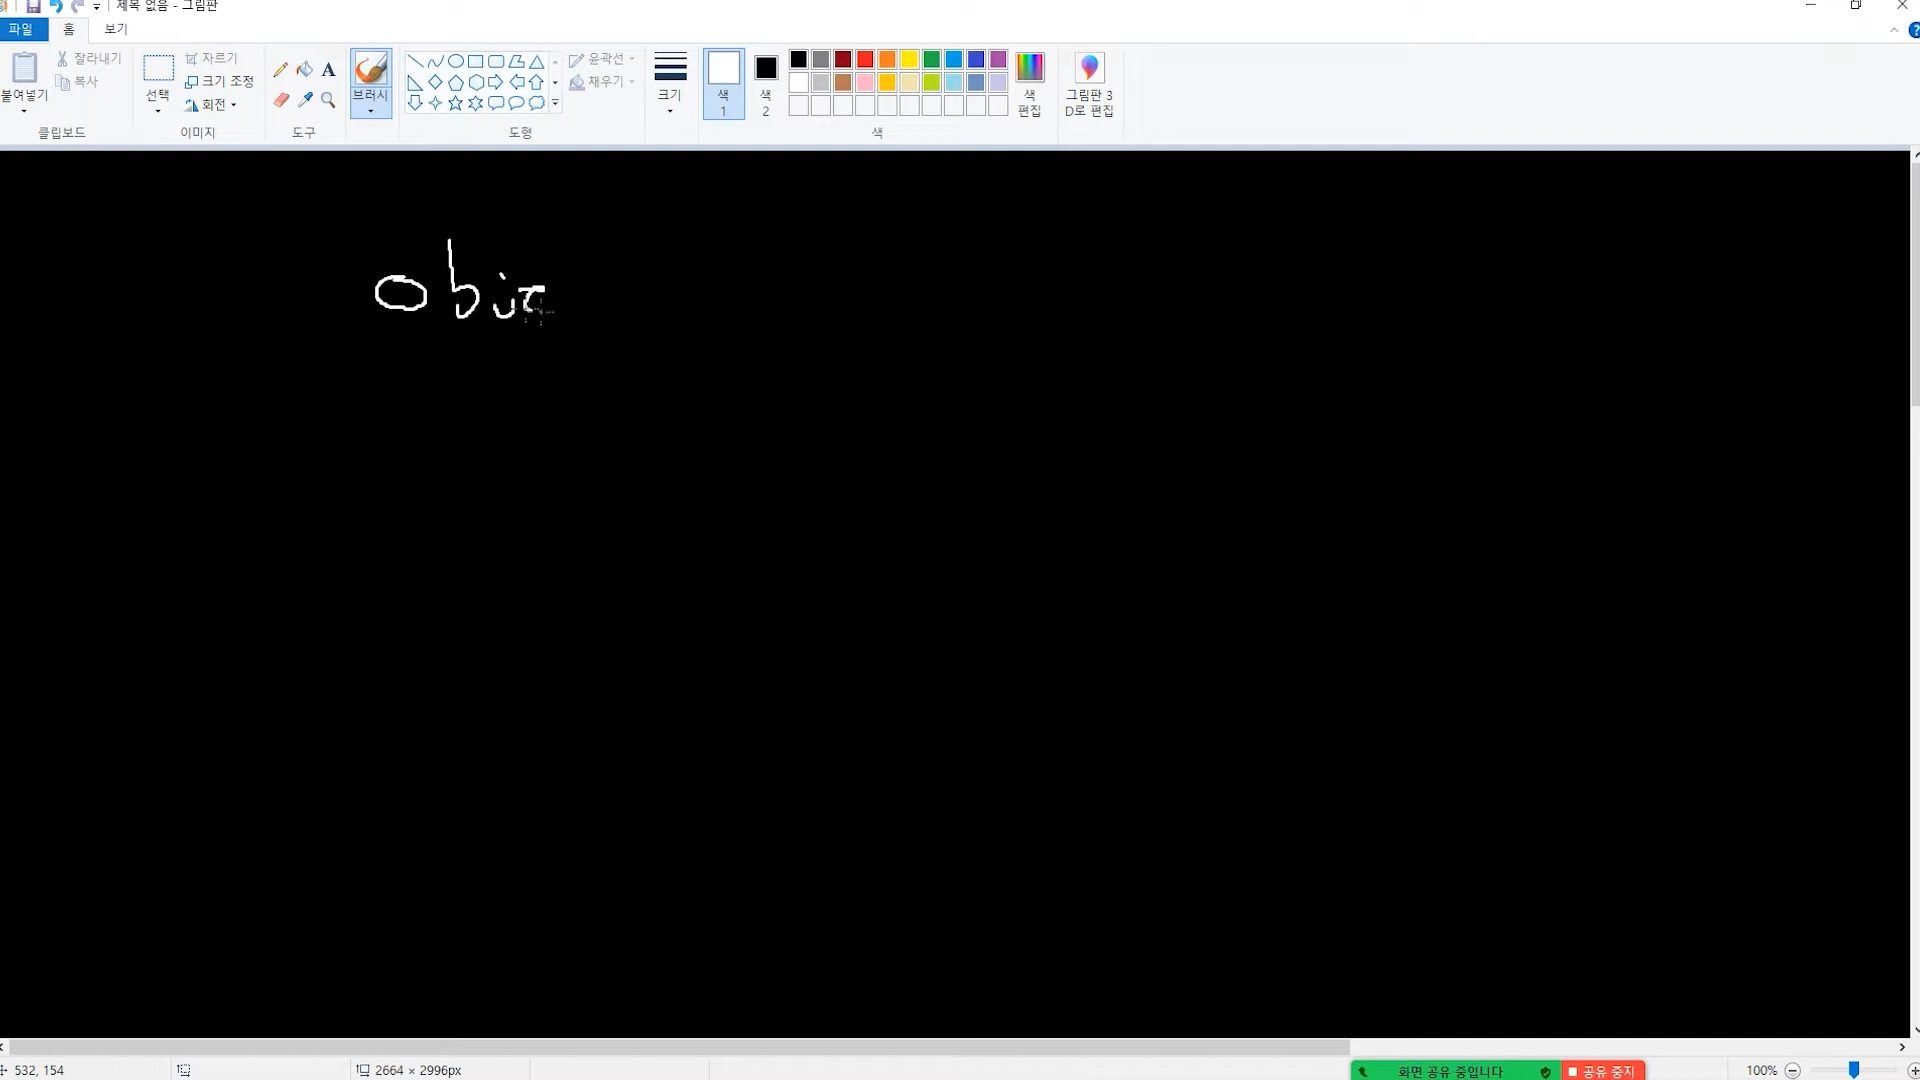 제목 없음 - 그림판
파일 홈 보기
붙여넣기
잘라내기
복사
클립보드
선택
자르기
크기 조정
회전
이미지
A
도구
브러시
윤곽선
채우기
도형
크기
색
1
색
2
색
편집
색
그림판 3
D로 편집
532, 154
2664 × 2996px
화면 공유 중입니다
공유 중지
100%